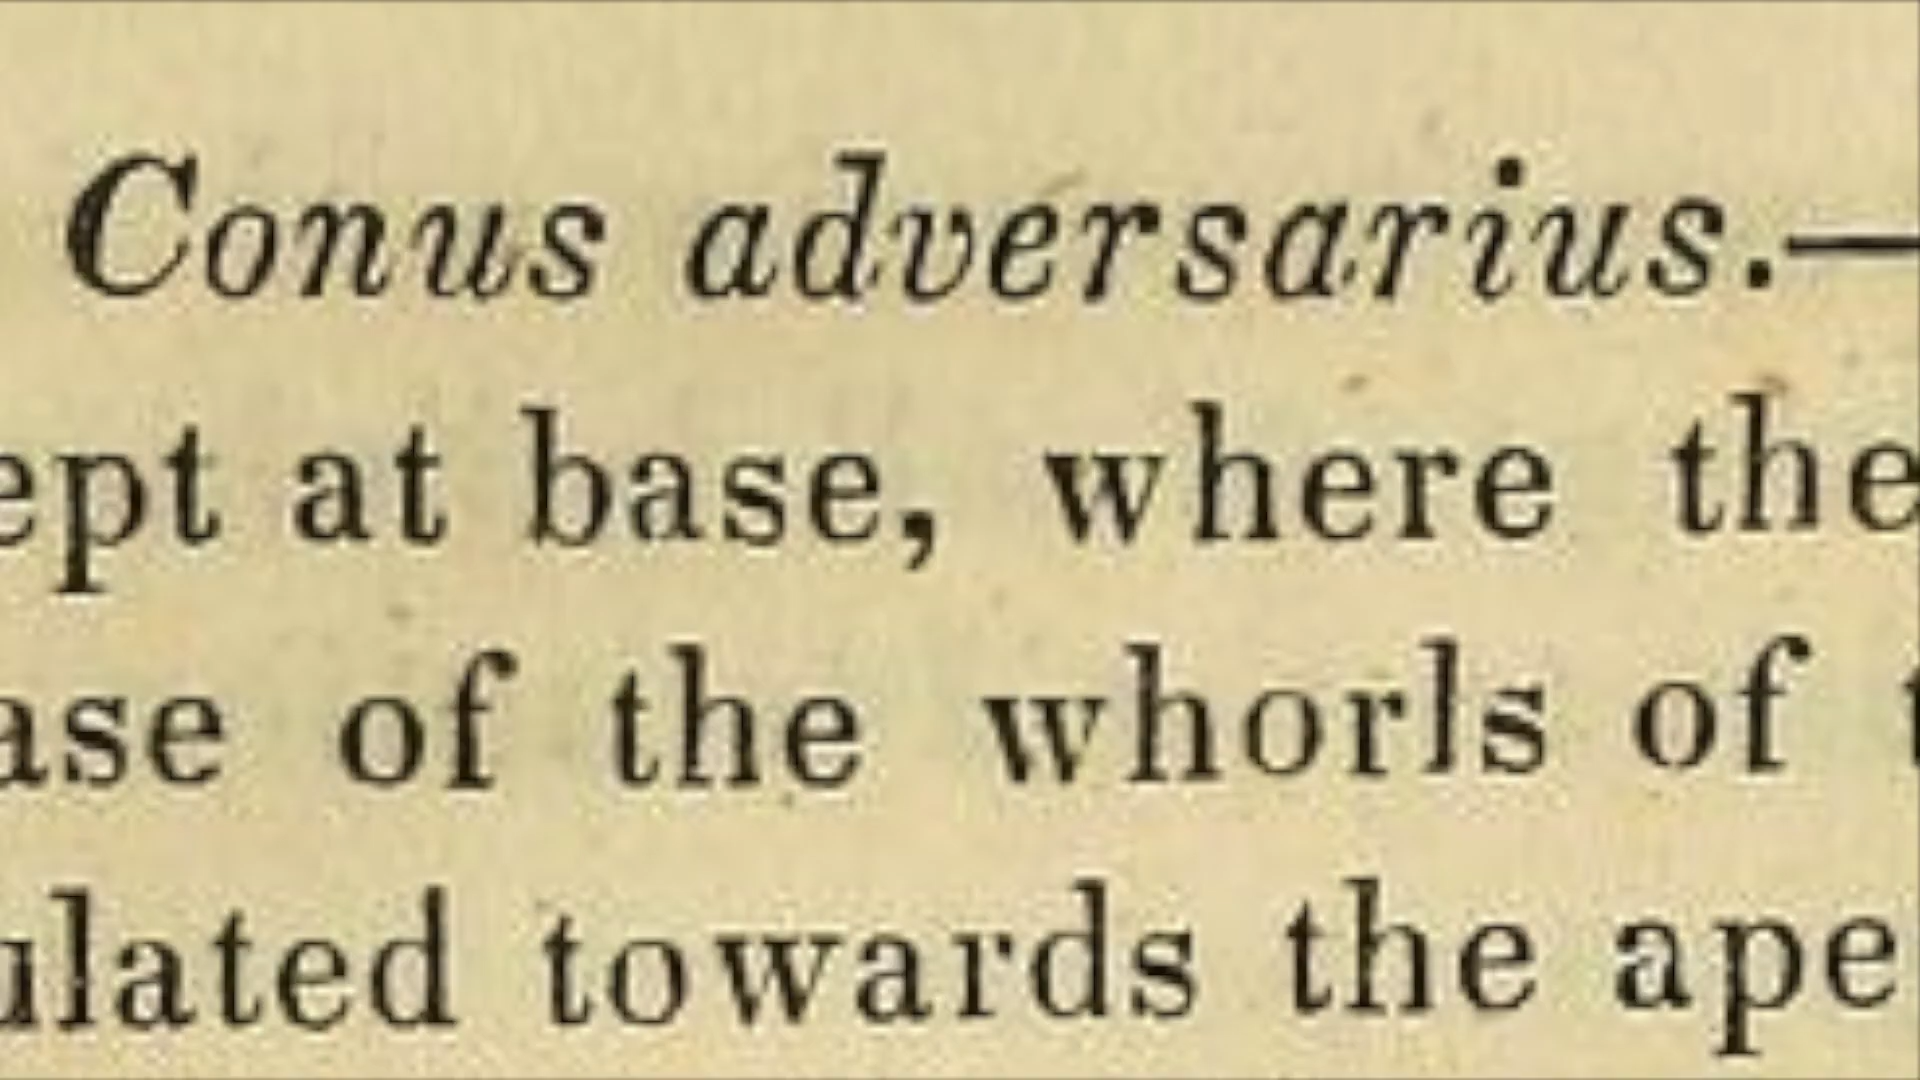 Conus adversarius.—
ept at base, where the
ase of the whorls of
ulated towards the ape